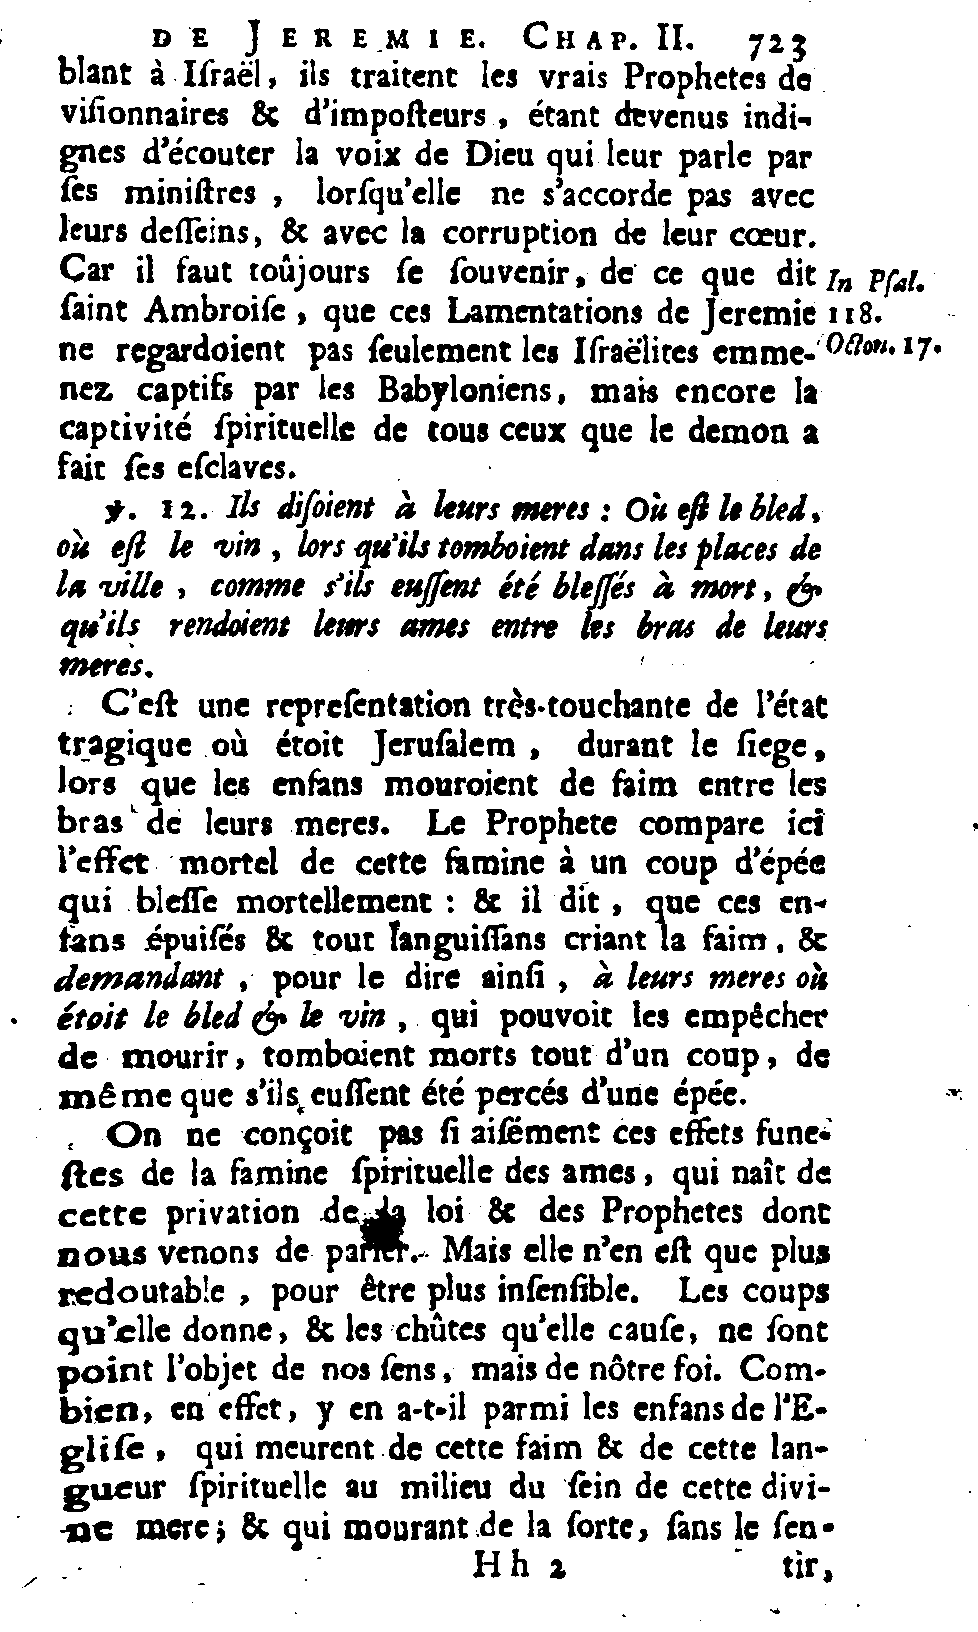 DE JEREMIE. CHAP. II. 723
blant à Iſraël, ils traitent les vrais Prophetes de
viſionnaires & d'impoſteurs, étant devenus indi-
gnes d'écouter la voix de Dieu qui leur parle par
ſes miniſtres, lorſqu'elle ne s'accorde pas avec
leurs deſſeins, & avec la corruption de leur cœur.
Car il faut toûjours ſe ſouvenir, de ce que dit In Pſal.
ſaint Ambroiſe, que ces Lamentations de Jeremie 118.
ne regardoient pas ſeulement les Iſraëlites emme- Octon. 17.
nez captifs par les Babyloniens, mais encore la
captivité ſpirituelle de tous ceux que le demon a
fait ſes eſclaves.
℣. 12. Ils diſoient à leurs meres : Où eſt le bled,
où eſt le vin, lors qu'ils tomboient dans les places de
la ville, comme s'ils euſſent été bleſſés à mort, &
qu'ils rendoient leurs ames entre les bras de leurs
meres.
C'eſt une repreſentation très-touchante de l'état
tragique où étoit Jeruſalem, durant le ſiege,
lors que les enfans mouroient de faim entre les
bras de leurs meres. Le Prophete compare ici
l'effet mortel de cette famine à un coup d'épée
qui bleſſe mortellement : & il dit, que ces en-
fans épuiſés & tout languiſſans criant la faim, &
demandant, pour le dire ainſi, à leurs meres où
étoit le bled & le vin, qui pouvoit les empêcher
de mourir, tomboient morts tout d'un coup, de
même que s'ils euſſent été percés d'une épée.
On ne conçoit pas ſi aiſément ces effets fune-
ſtes de la famine ſpirituelle des ames, qui naît de
cette privation de la loi & des Prophetes dont
nous venons de parler. Mais elle n'en eſt que plus
redoutable, pour être plus inſenſible. Les coups
qu'elle donne, & les chûtes qu'elle cauſe, ne ſont
point l'objet de nos ſens, mais de nôtre foi. Com-
bien, en effet, y en a-t-il parmi les enfans de l'E-
gliſe, qui meurent de cette faim & de cette lan-
gueur ſpirituelle au milieu du ſein de cette divi-
ne mere; & qui mourant de la ſorte, ſans le ſen-
Hh 2 tir,